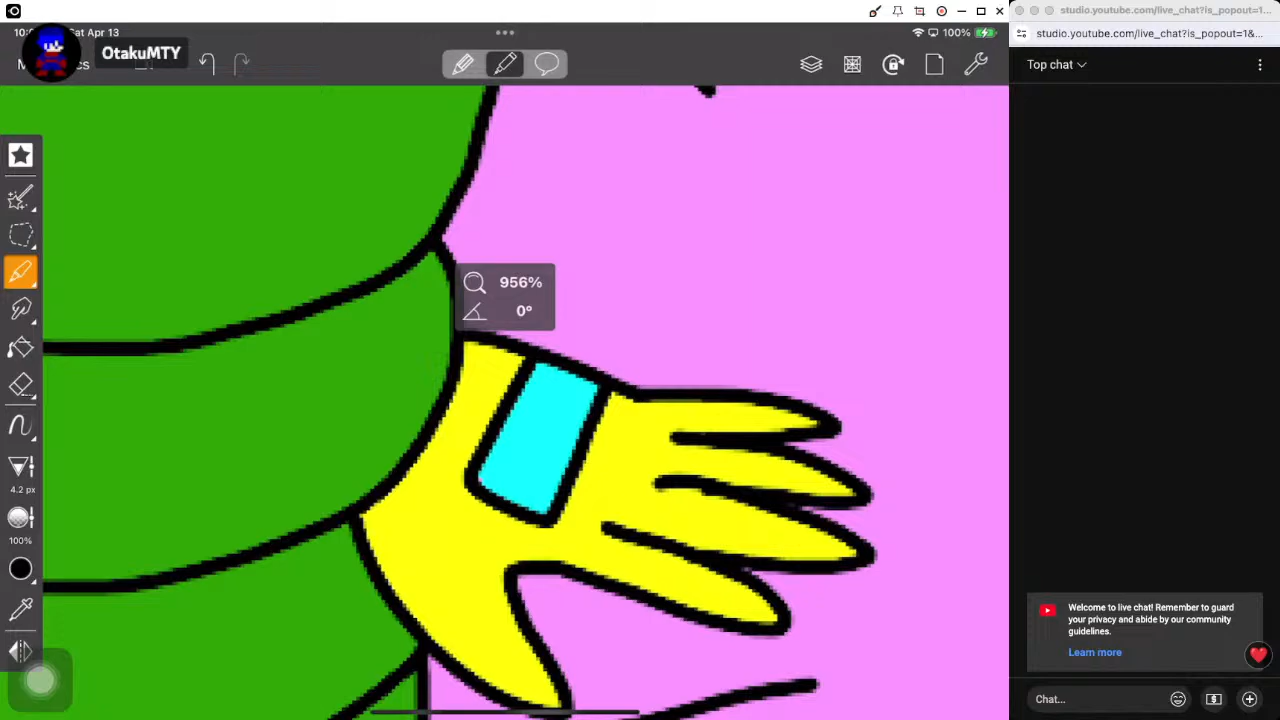 studio.youtube.com/live_chat?is_popout=1...
studio.youtube.com/live_chat?is_popout=1&...
Sat Apr 13
100%
OtakuMTY
Top chat
956%
0°
4.2 px
100%
Welcome to live chat! Remember to guard
your privacy and abide by our community
guidelines.
Learn more
Chat...